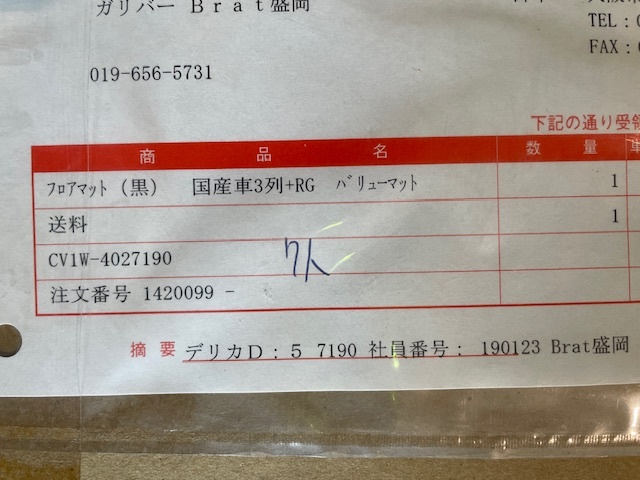 ガリバー Brat盛岡
TEL:
FAX:
019-656-5731
下記の通り受領
商 品 名 数 量
ﾌﾛｱﾏｯﾄ (黒) 国産車3列+RG ﾊﾞﾘｭｰﾏｯﾄ 1
送料 1
CV1W-4027190
7人
注文番号 1420099 -
摘 要 デリカD:5 7190 社員番号: 190123 Brat盛岡